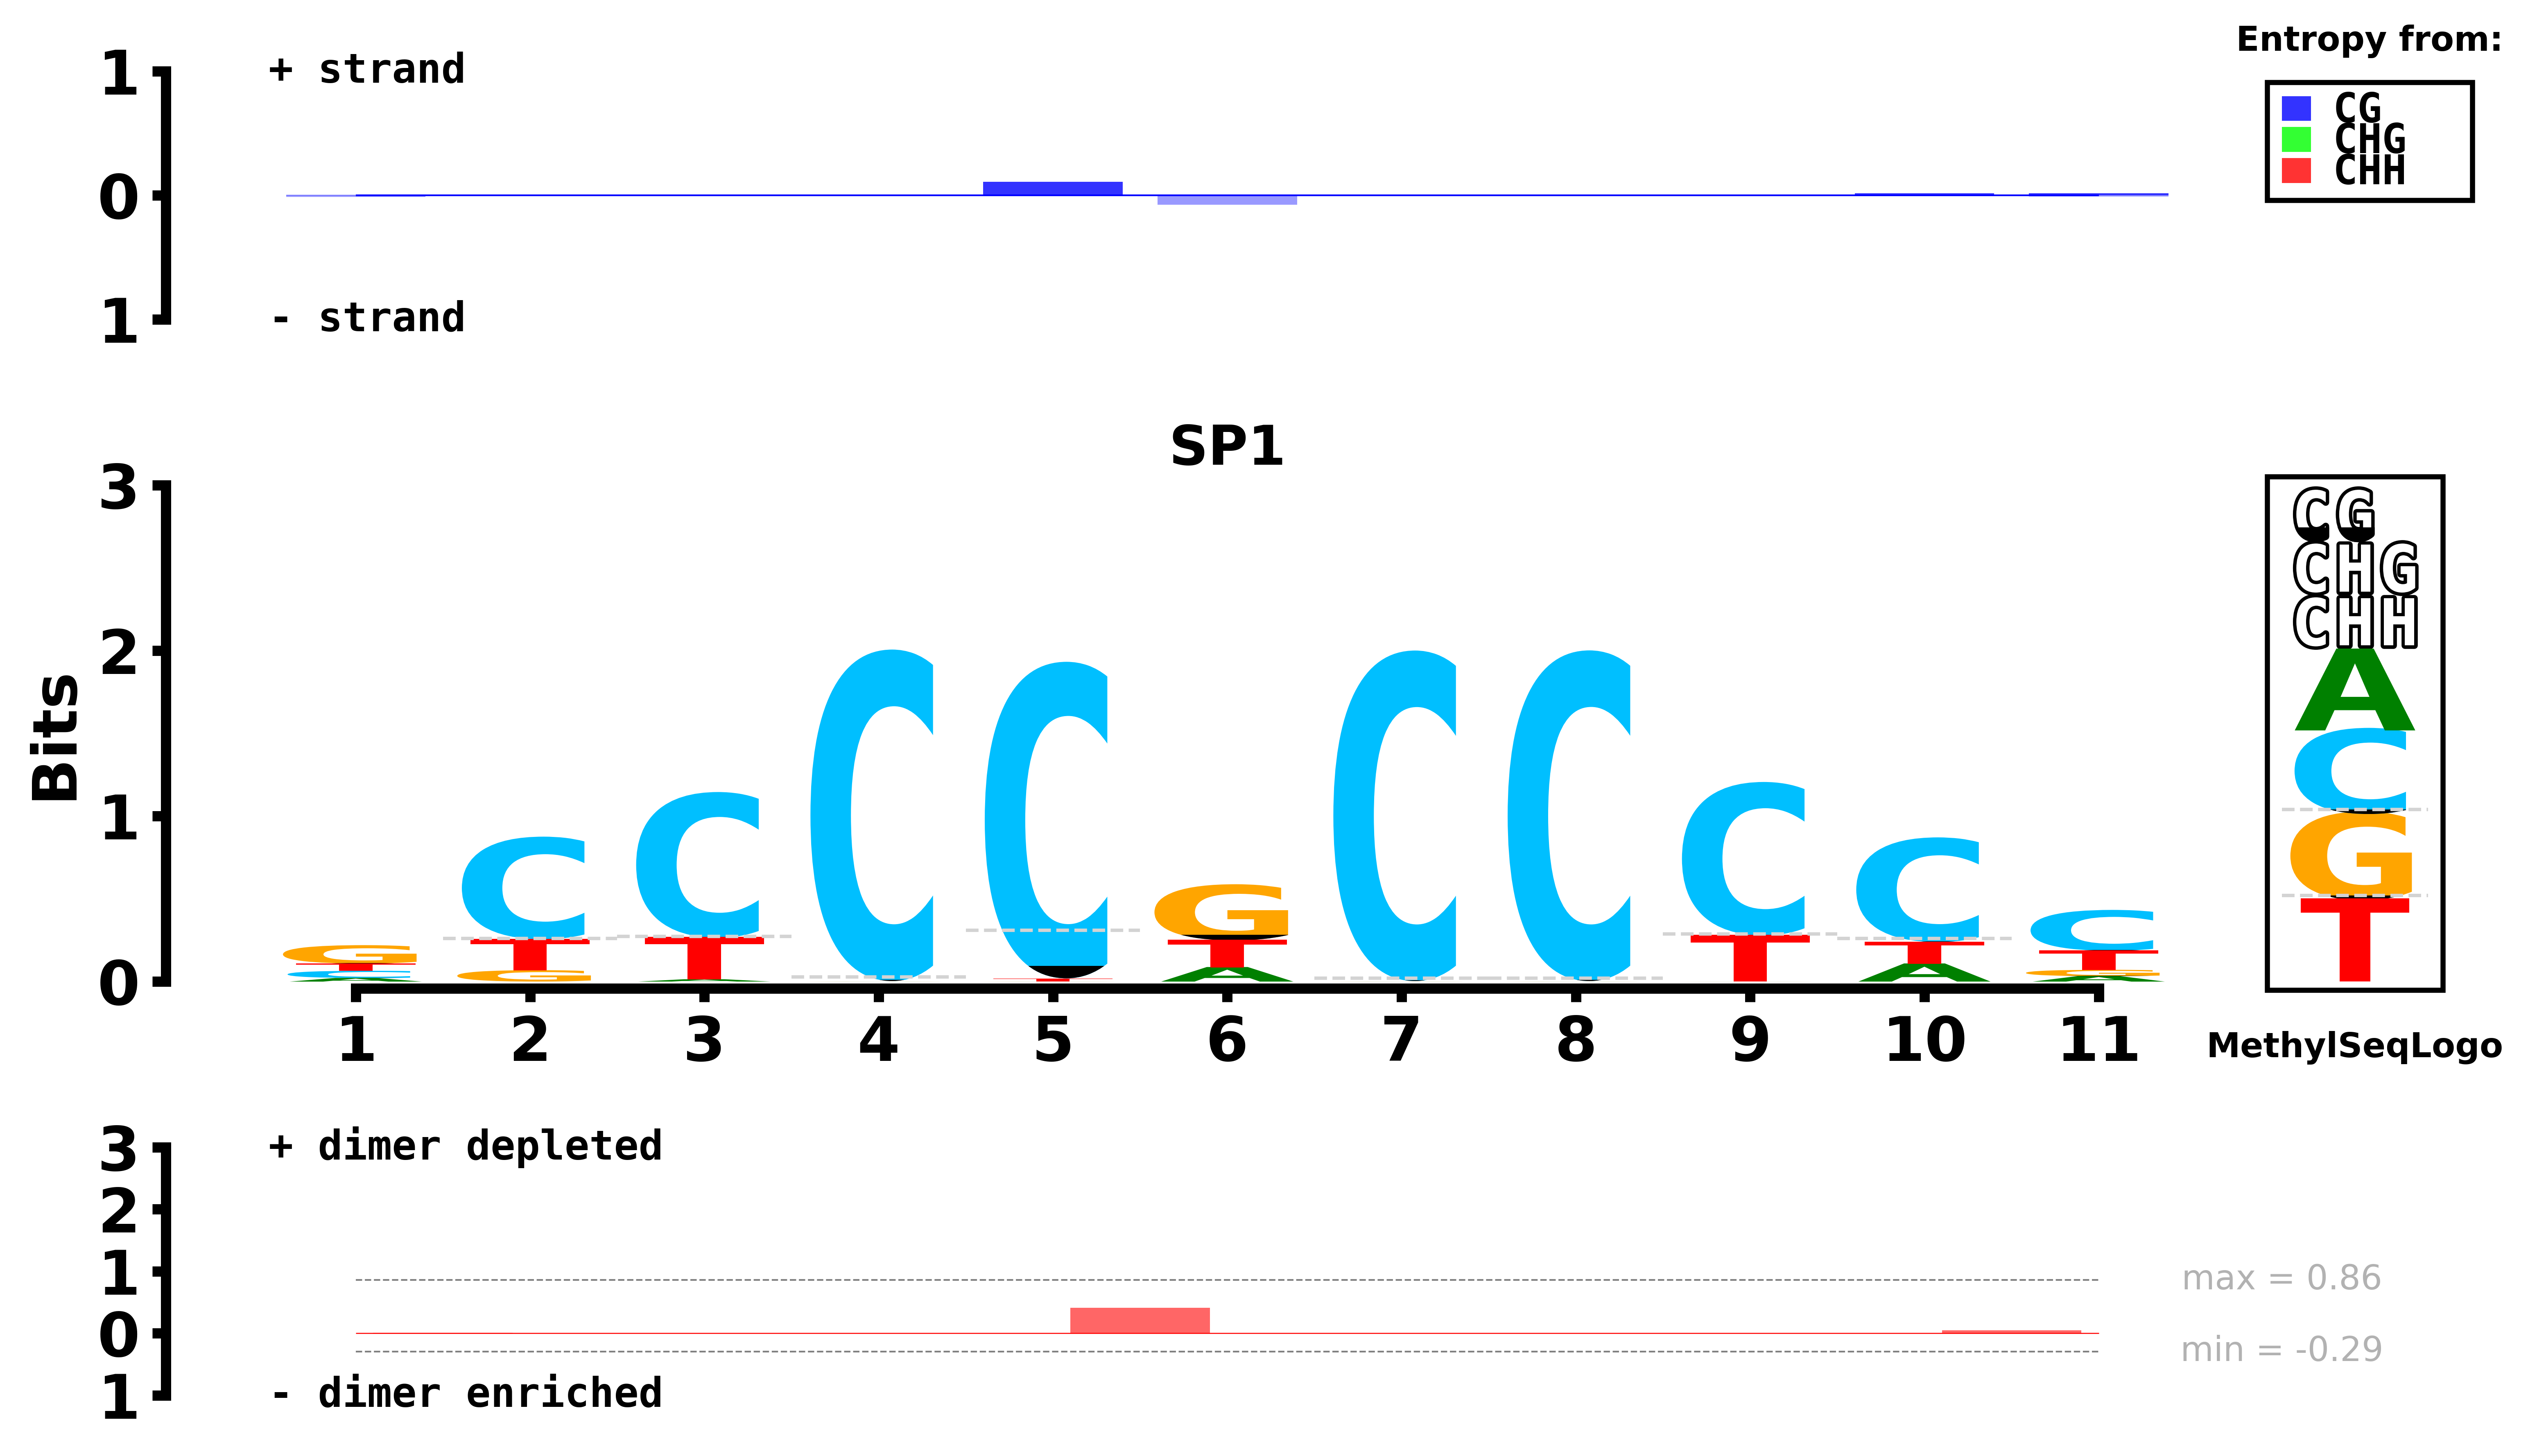 Entropy from:
1
+ strand
CG
CHG
CHH
0
1
- strand
SP1
3
2
1
0
Bits
G
T
C
A
C
T
G
C
T
A
C
C
T
G
T
A
C
C
C
T
C
T
A
C
T
G
A
CG
CHG
CHH
A
C
G
T
1 2 3 4 5 6 7 8 9 10 11
MethylSeqLogo
3
+ dimer depleted
2
1
max = 0.86
0
min = -0.29
1
- dimer enriched